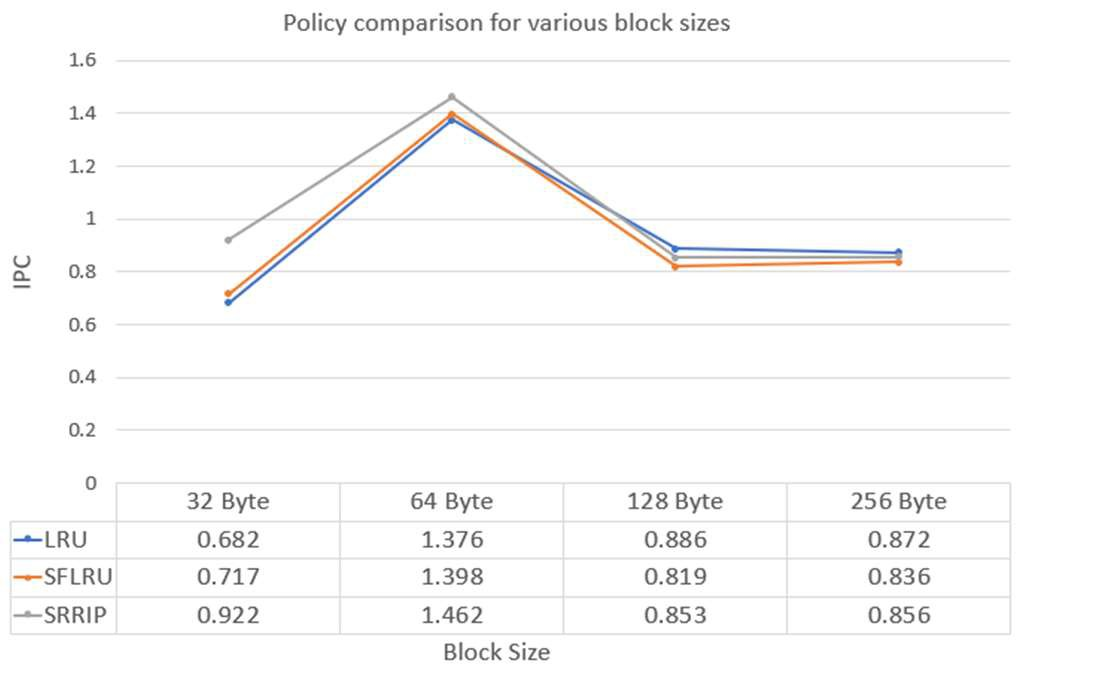 Policy comparison for various block sizes
1.6
1.4
1.2
1
0.8
0.6
0.4
0.2
0
IPC
32 Byte 64 Byte 128 Byte 256 Byte
LRU 0.682 1.376 0.886 0.872
SFLRU 0.717 1.398 0.819 0.836
SRRIP 0.922 1.462 0.853 0.856
Block Size